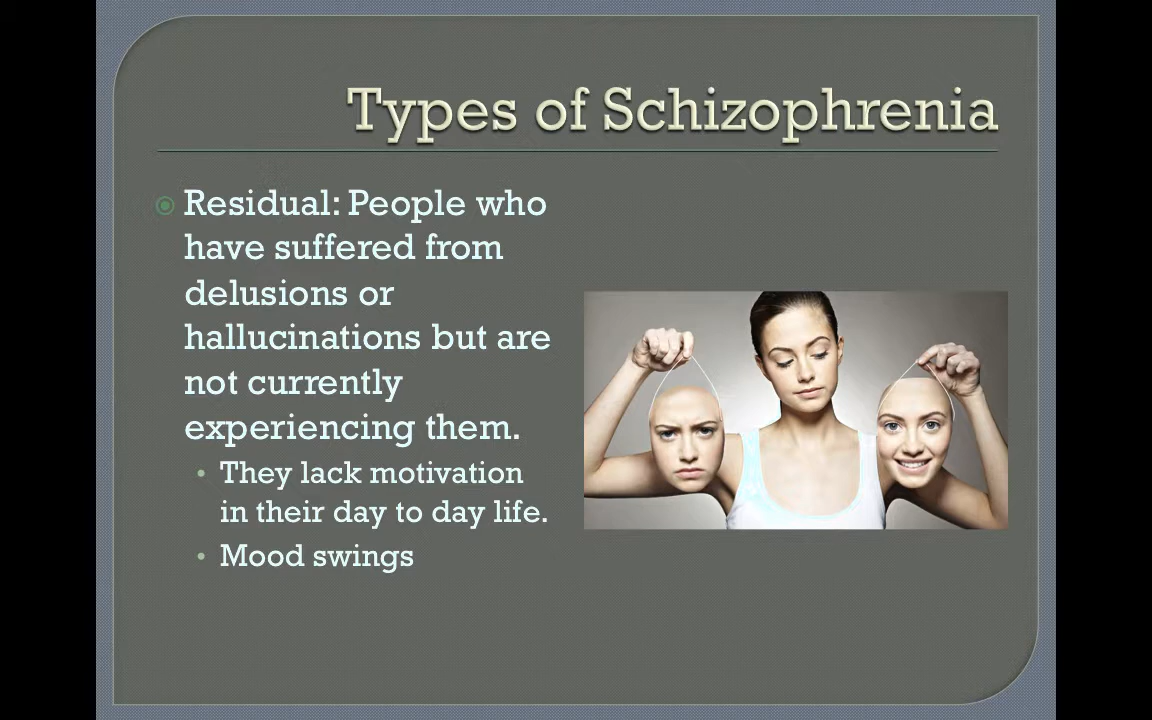 Types of Schizophrenia
Residual: People who
have suffered from
delusions or
hallucinations but are
not currently
experiencing them.
• They lack motivation
in their day to day life.
• Mood swings